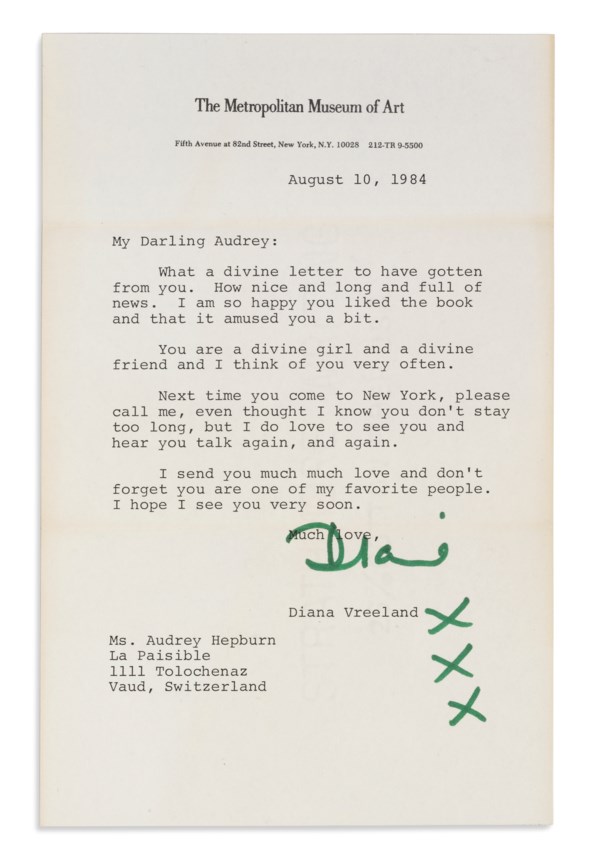 The Metropolitan Museum of Art
Fifth Avenue at 82nd Street, New York, N.Y. 10028 212-TR 9-5500
August 10, 1984
My Darling Audrey:
What a divine letter to have gotten
from you. How nice and long and full of
news. I am so happy you liked the book
and that it amused you a bit.
You are a divine girl and a divine
friend and I think of you very often.
Next time you come to New York, please
call me, even thought I know you don't stay
too long, but I do love to see you and
hear you talk again, and again.
I send you much much love and don't
forget you are one of my favorite people.
I hope I see you very soon.
Much love,
Diana
Diana Vreeland X
X
X
Ms. Audrey Hepburn
La Paisible
1111 Tolochenaz
Vaud, Switzerland